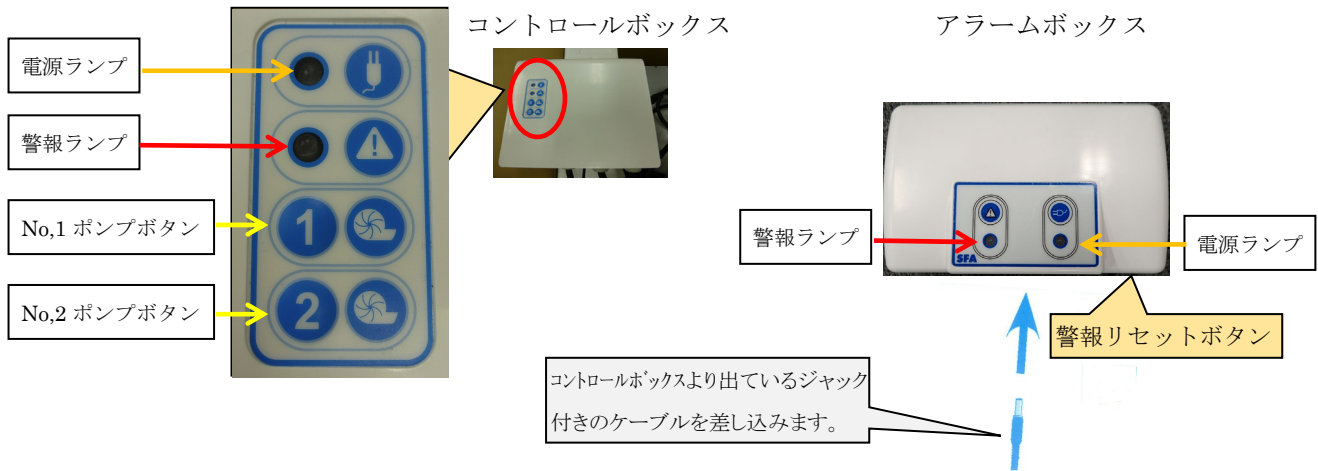 コントロールボックス
アラームボックス
電源ランプ
警報ランプ
No,1 ポンプボタン
No,2 ポンプボタン
1
2
警報ランプ
電源ランプ
SFA
警報リセットボタン
コントロールボックスより出ているジャック
付きのケーブルを差し込みます。